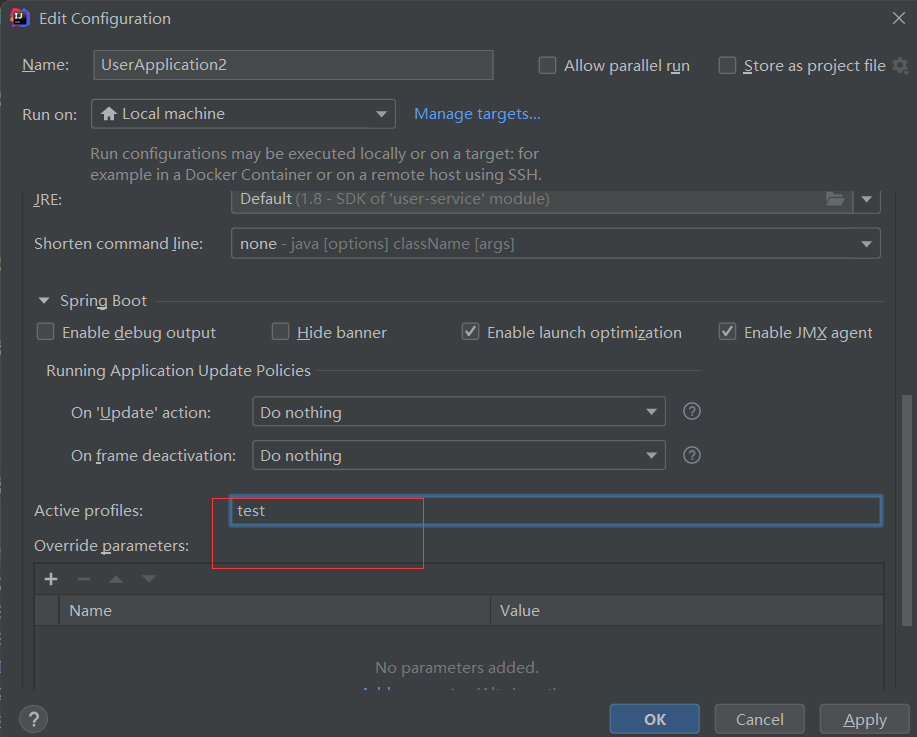 Edit Configuration
Name: UserApplication2 Allow parallel run Store as project file
Run on: Local machine Manage targets...
Run configurations may be executed locally or on a target: for
example in a Docker Container or on a remote host using SSH.
JRE: Default (1.8 - SDK of 'user-service' module)
Shorten command line: none - java [options] className [args]
Spring Boot
Enable debug output Hide banner Enable launch optimization Enable JMX agent
Running Application Update Policies
On 'Update' action: Do nothing ?
On frame deactivation: Do nothing ?
Active profiles: test
Override parameters:
Name Value
No parameters added.
? OK Cancel Apply